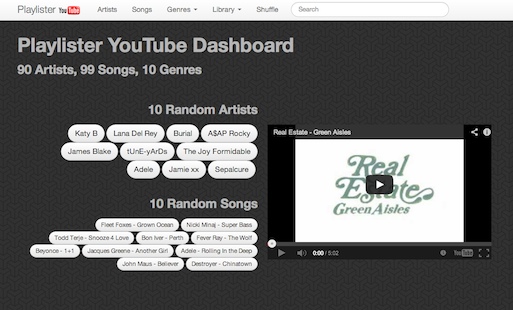 Playlister YouTube Artists Songs Genres Library Shuffle Search
Playlister YouTube Dashboard
90 Artists, 99 Songs, 10 Genres
10 Random Artists
Katy B Lana Del Rey Burial A$AP Rocky
James Blake tUnE-yArDs The Joy Formidable
Adele Jamie xx Sepalcure
10 Random Songs
Fleet Foxes - Grown Ocean Nicki Minaj - Super Bass
Todd Terje - Snooze 4 Love Bon Iver - Perth Fever Ray - The Wolf
Beyonce - 1+1 Jacques Greene - Another Girl Adele - Rolling In the Deep
John Maus - Believer Destroyer - Chinatown
Real Estate - Green Aisles
Real
Estate
Green Aisles
0:00 / 5:02 YouTube